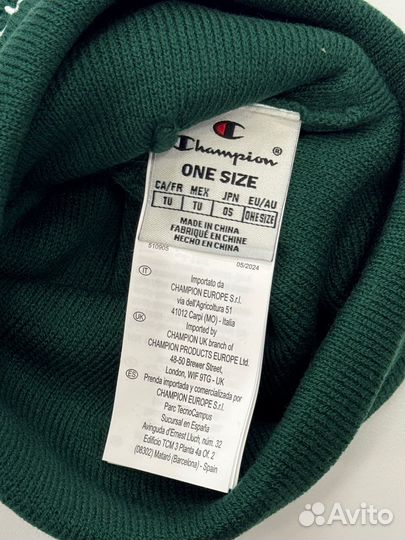 Champion®
ONE SIZE
CA/FR MEX JPN EU/AU
TU TU OS ONE SIZE
MADE IN CHINA
FABRIQUÉ EN CHINE
HECHO EN CHINA
510905 05/2024
IT
Importato da
CHAMPION EUROPE S.r.l.
via dell'Agricoltura 51
41012 Carpi (MO) - Italia
UK
Imported by
CHAMPION UK branch of
CHAMPION PRODUCTS EUROPE Ltd.
48-50 Brewer Street,
London, WIF 9TG - UK
ES
Prenda importada y comercializada por
CHAMPION EUROPE S.r.l.
Parc TecnoCampus
Sucursal en España
Avinguda d'Ernest Lluch, núm. 32
Edificio TCM 3 Planta 4a Of. 2
(08302) Mataró (Barcelona) - Spain
Avito